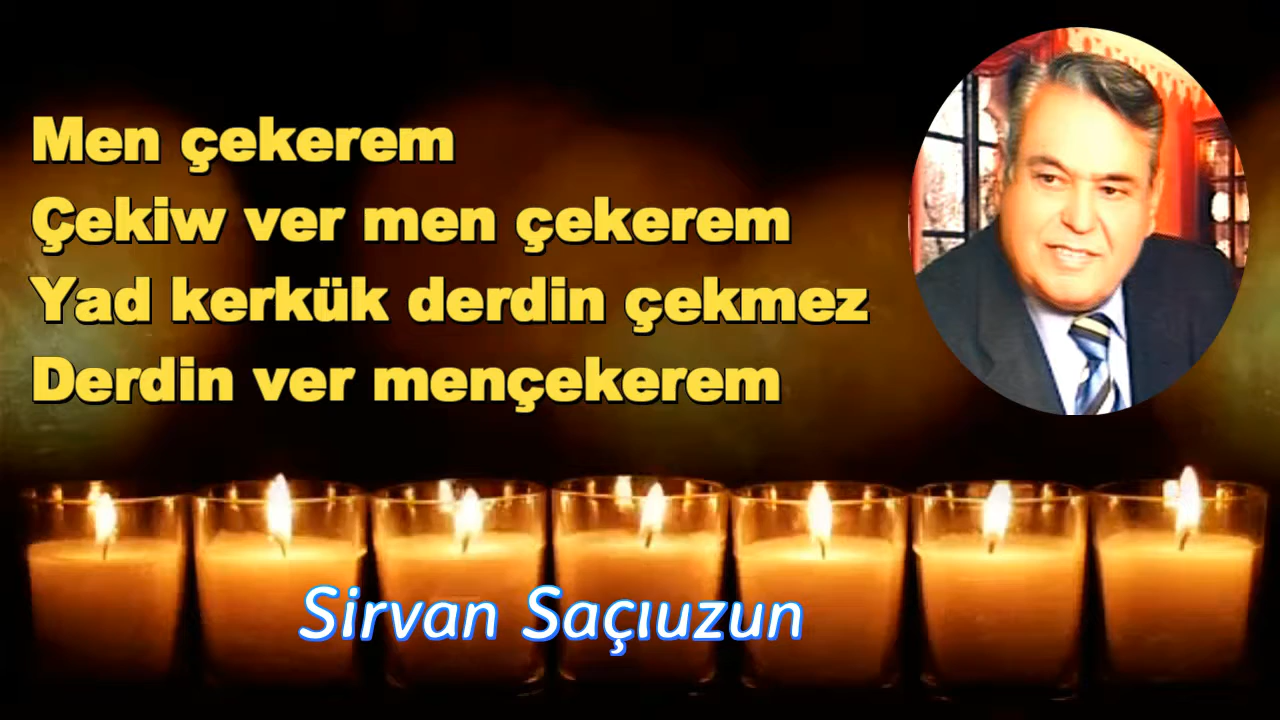 Men çekerem
Çekiw ver men çekerem
Yad kerkük derdin çekmez
Derdin ver mençekerem
Sirvan Saçıuzun